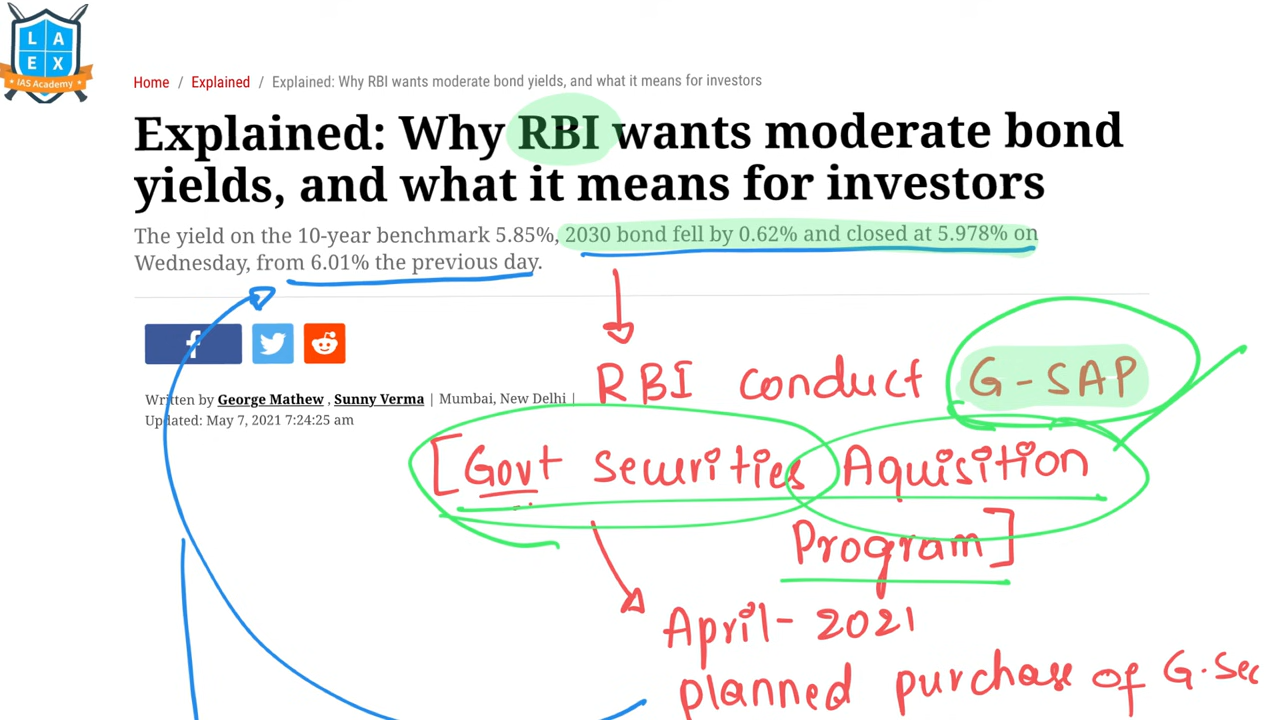 L A
E X
IAS Academy
Home / Explained / Explained: Why RBI wants moderate bond yields, and what it means for investors
Explained: Why RBI wants moderate bond
yields, and what it means for investors
The yield on the 10-year benchmark 5.85%, 2030 bond fell by 0.62% and closed at 5.978% on
Wednesday, from 6.01% the previous day.
RBI conduct G-SAP
Written by George Mathew , Sunny Verma | Mumbai, New Delhi |
Updated: May 7, 2021 7:24:25 am
[Govt securities Aquisition
Program]
April- 2021
planned purchase of G.Sec